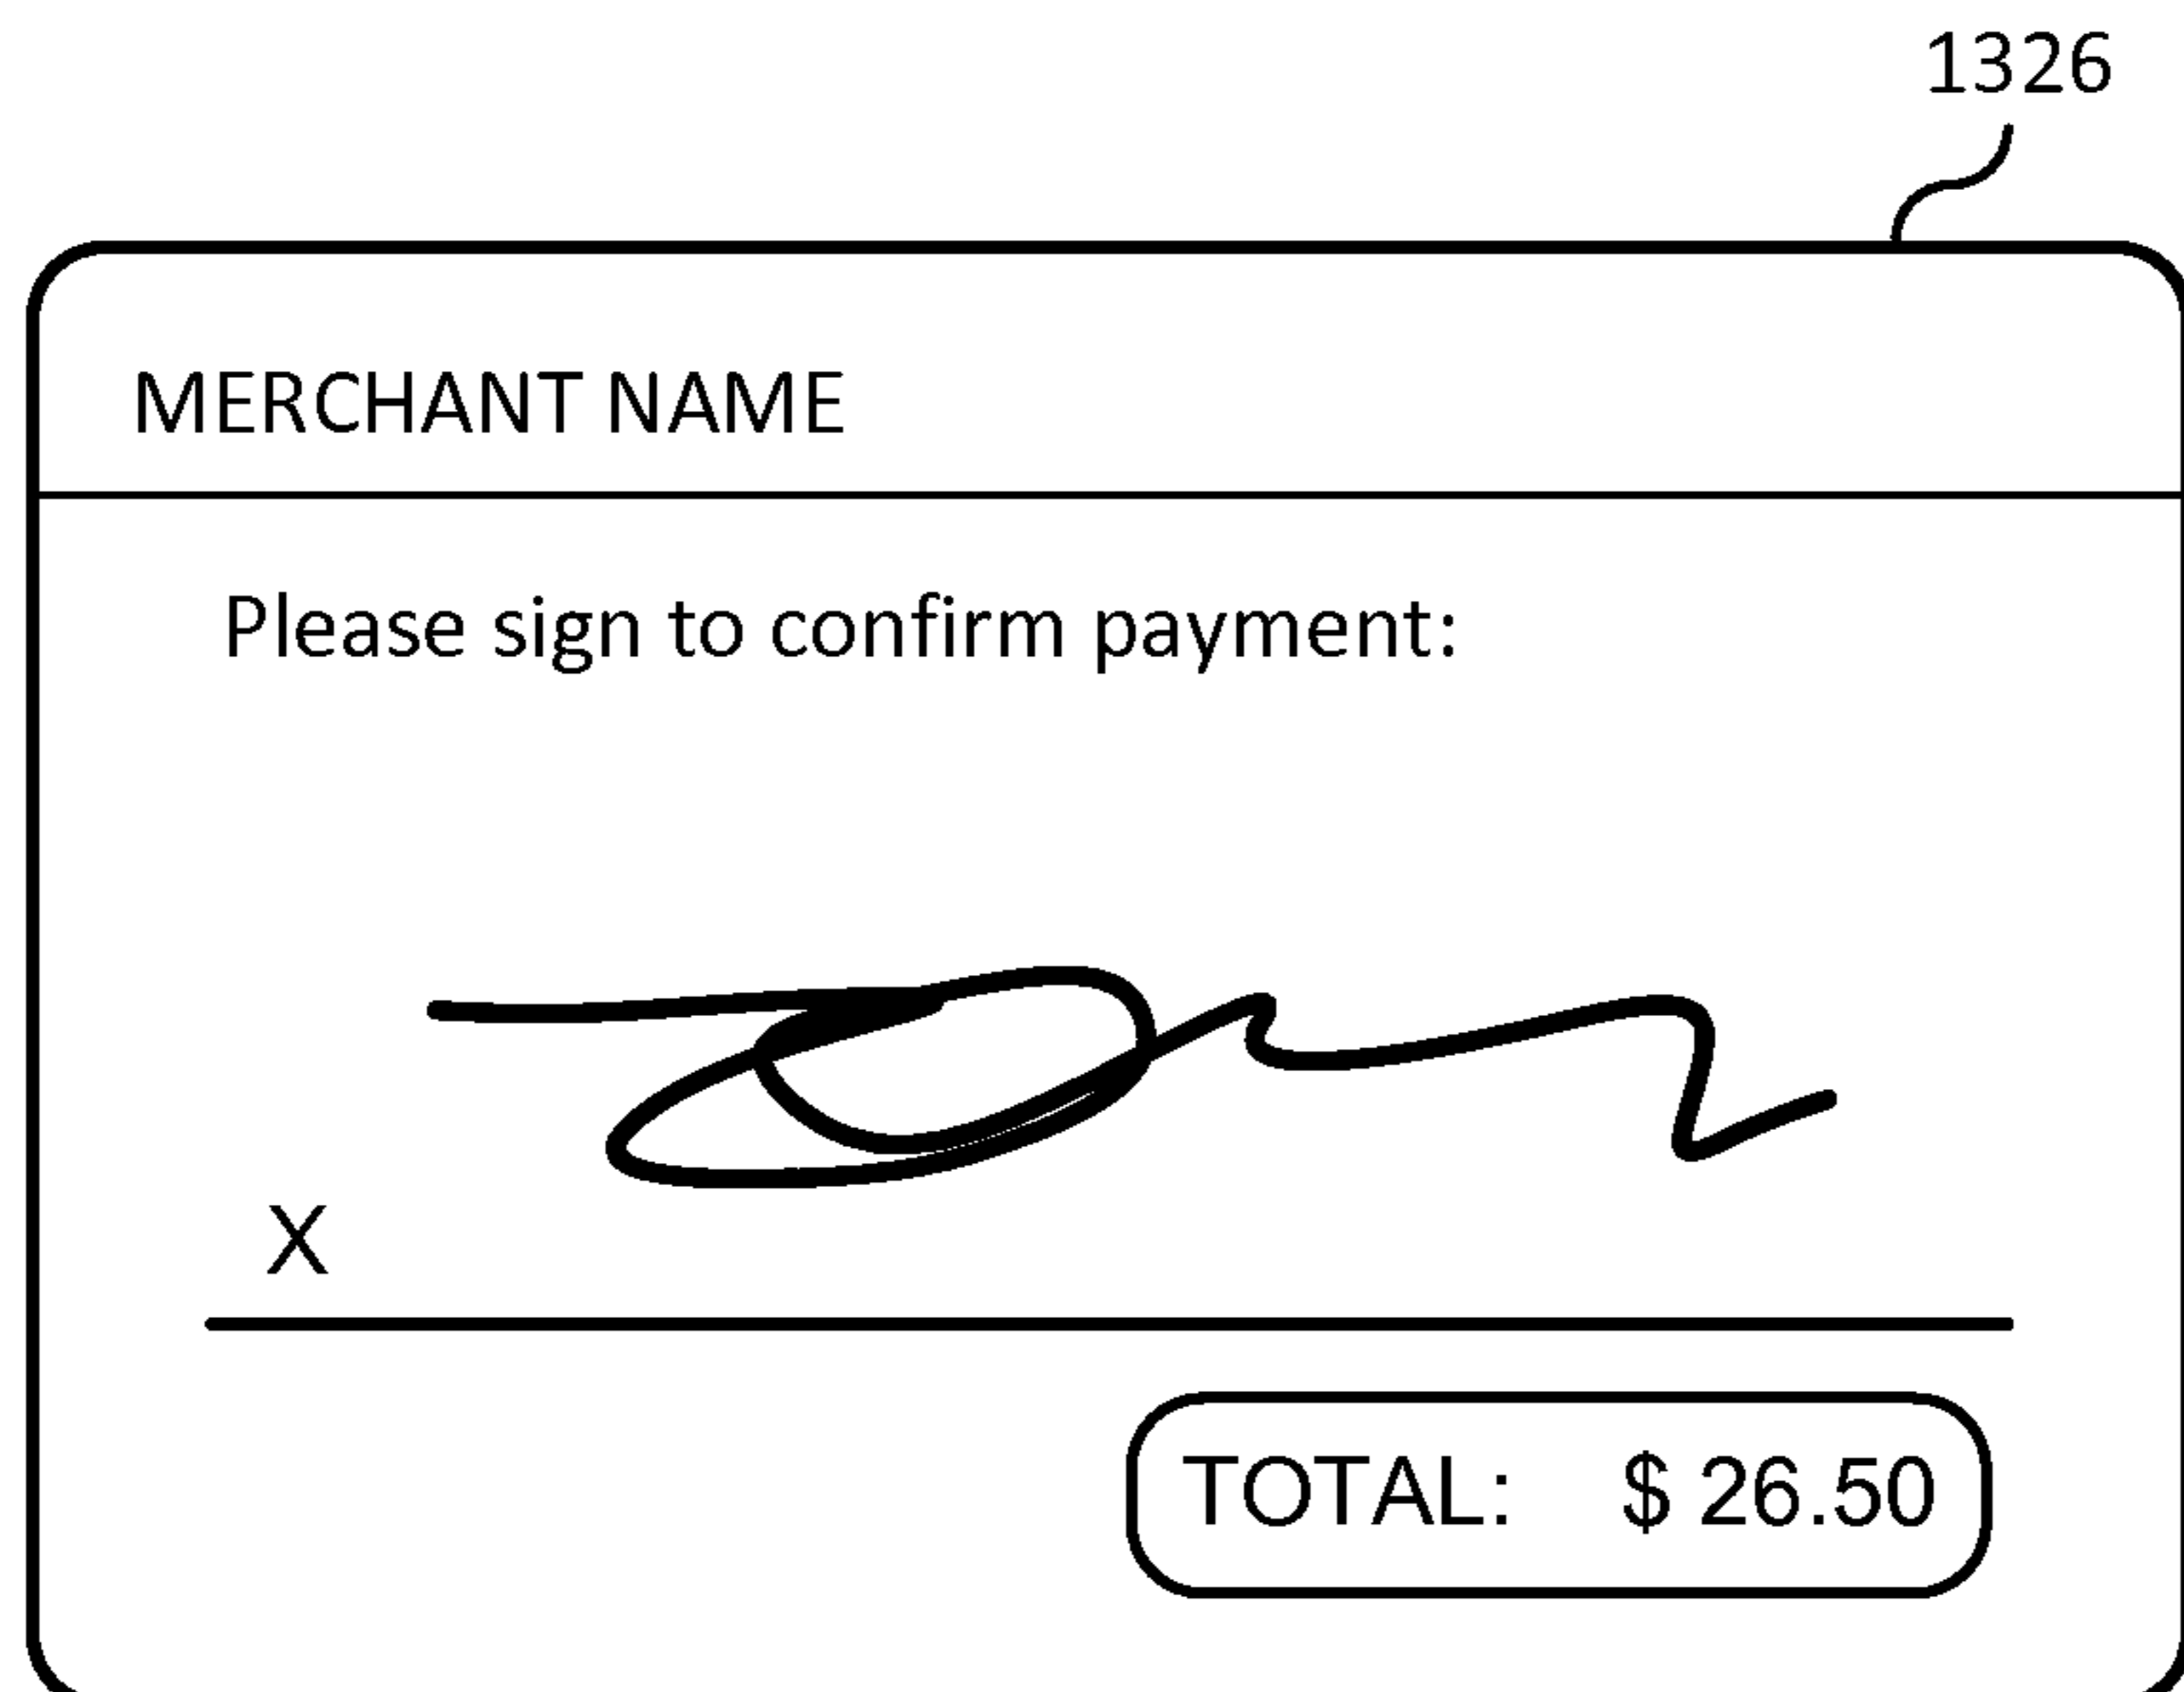 1326
MERCHANT NAME
Please sign to confirm payment:
X
TOTAL: $ 26.50